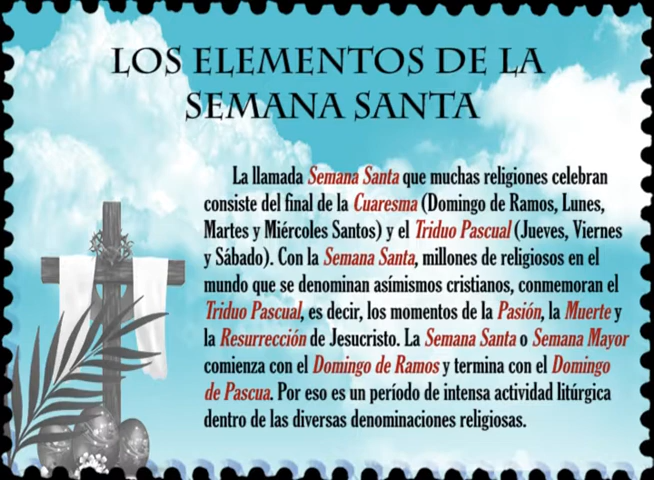 LOS ELEMENTOS DE LA
SEMANA SANTA
La llamada Semana Santa que muchas religiones celebran
consiste del final de la Cuaresma (Domingo de Ramos, Lunes,
Martes y Miércoles Santos) y el Triduo Pascual (Jueves, Viernes
y Sábado). Con la Semana Santa, millones de religiosos en el
mundo que se denominan asímismos cristianos, conmemoran el
Triduo Pascual, es decir, los momentos de la Pasión, la Muerte y
la Resurrección de Jesucristo. La Semana Santa o Semana Mayor
comienza con el Domingo de Ramos y termina con el Domingo
de Pascua. Por eso es un período de intensa actividad litúrgica
dentro de las diversas denominaciones religiosas.